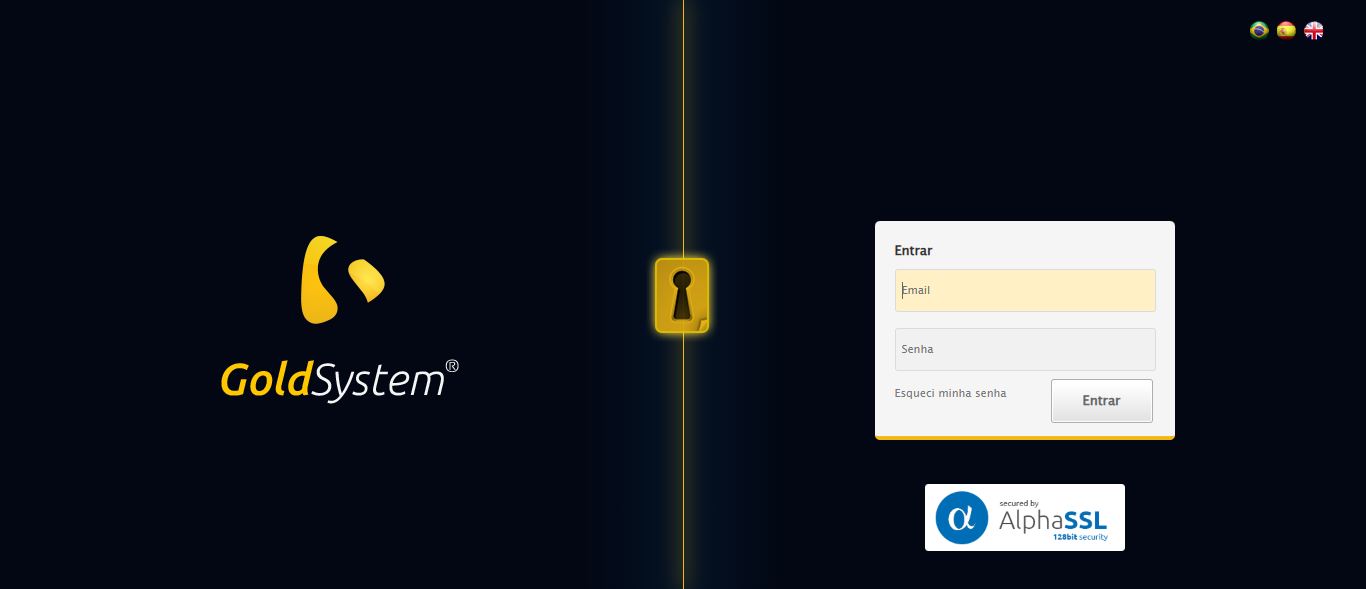 GoldSystem®
Entrar
Email
Senha
Esqueci minha senha
Entrar
α
secured by
AlphaSSL
128bit security